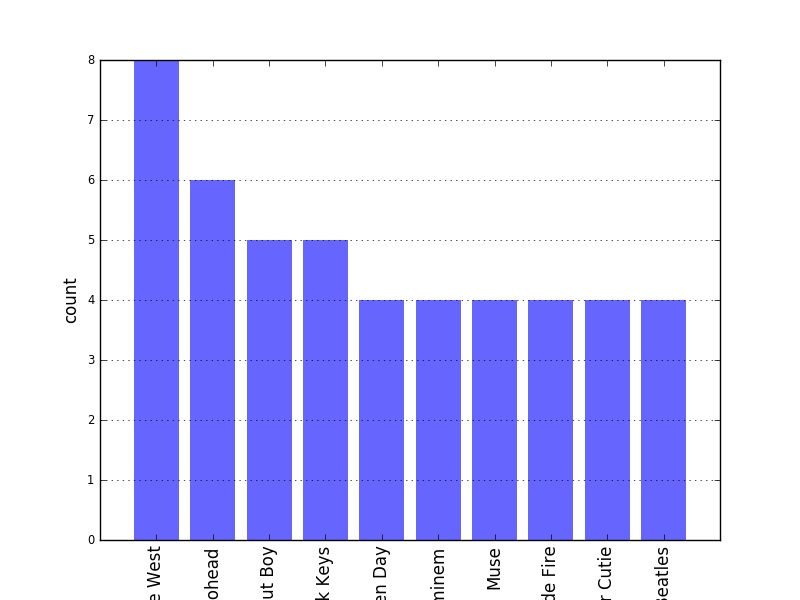 8
7
6
5
4
3
2
1
0
count
e West
ohead
ut Boy
k Keys
en Day
minem
Muse
de Fire
r Cutie
Beatles